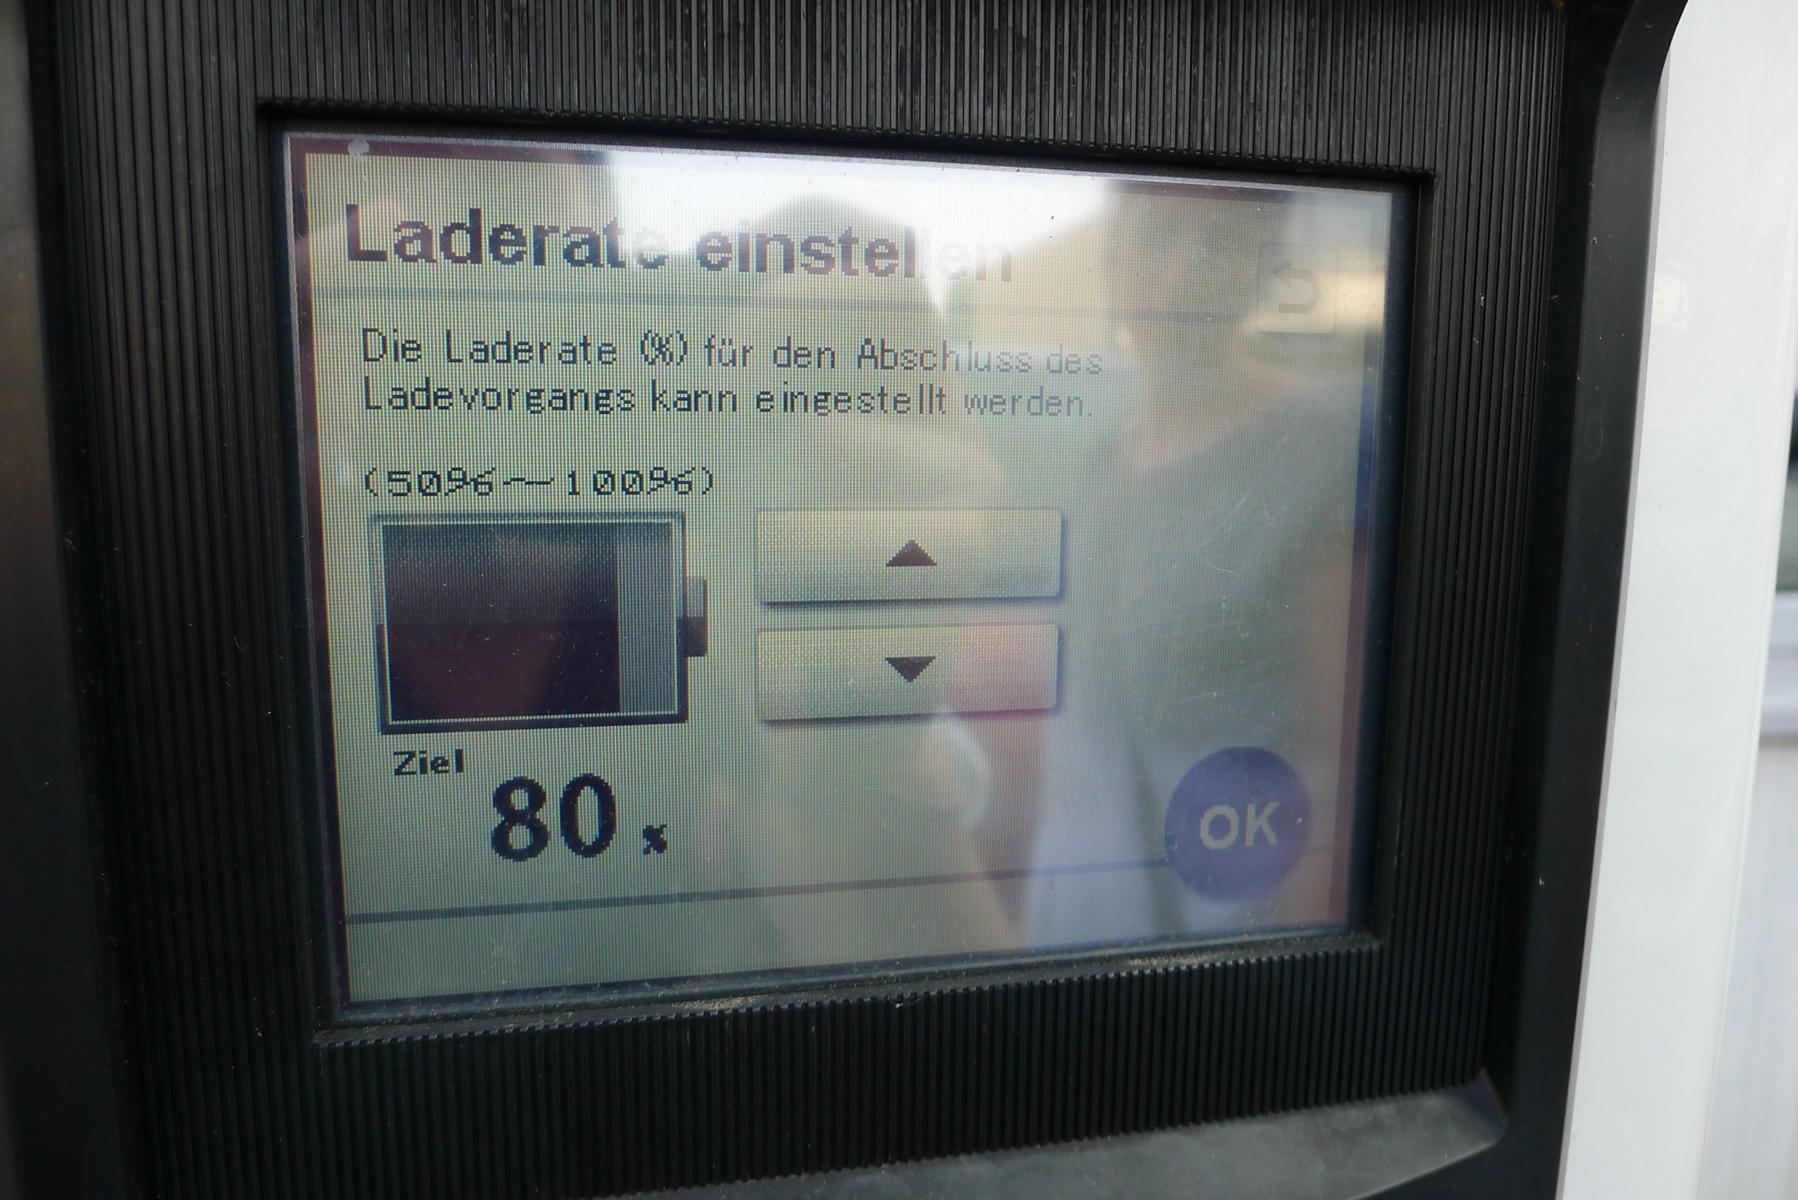 Laderate einstellen
Die Laderate (%) für den Abschluss des
Ladevorgangs kann eingestellt werden.
(50%~100%)
Ziel
80 %
OK